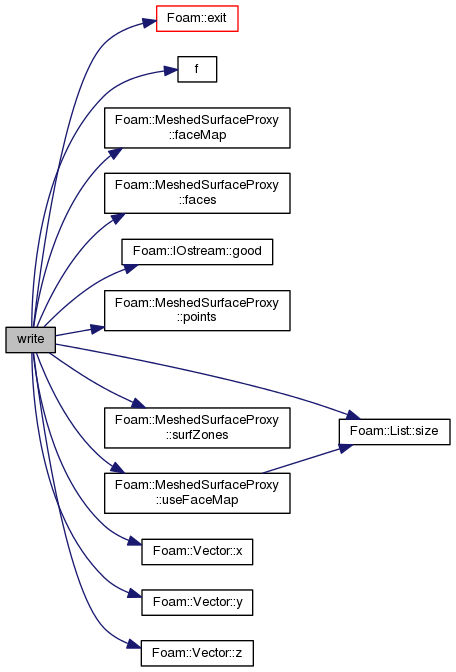 Foam::exit
f
Foam::MeshedSurfaceProxy
::faceMap
Foam::MeshedSurfaceProxy
::faces
Foam::IOstream::good
Foam::MeshedSurfaceProxy
::points
write
Foam::MeshedSurfaceProxy
::surfZones
Foam::List::size
Foam::MeshedSurfaceProxy
::useFaceMap
Foam::Vector::x
Foam::Vector::y
Foam::Vector::z